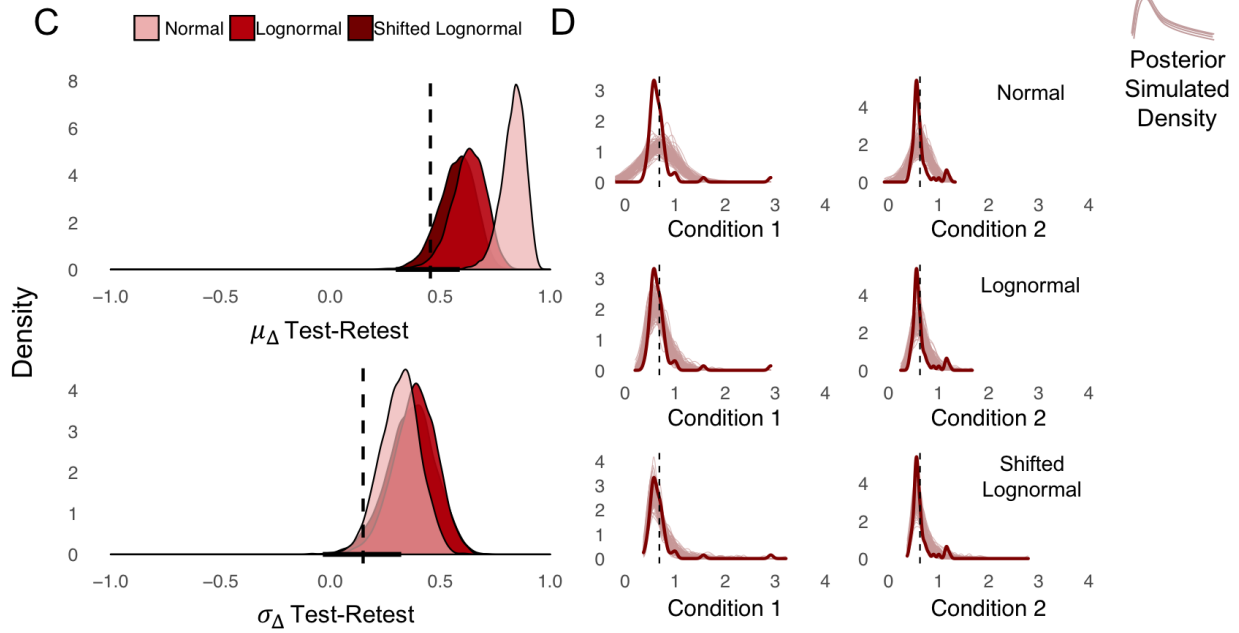 C
Normal Lognormal Shifted Lognormal
8
6
4
2
0
−1.0 −0.5 0.0 0.5 1.0
μΔ Test-Retest
Density
4
3
2
1
0
−1.0 −0.5 0.0 0.5 1.0
σΔ Test-Retest
D
Posterior
Simulated
Density
3
2
1
0
0 1 2 3 4
Condition 1
Normal
4
2
0
0 1 2 3 4
Condition 2
3
2
1
0
0 1 2 3 4
Condition 1
Lognormal
4
2
0
0 1 2 3 4
Condition 2
4
3
2
1
0
0 1 2 3 4
Condition 1
Shifted
Lognormal
4
2
0
0 1 2 3 4
Condition 2